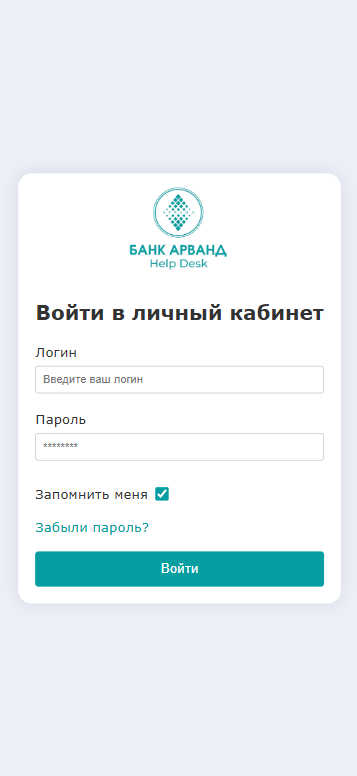 БАНК АРВАНД
Help Desk
Войти в личный кабинет
Логин
Введите ваш логин
Пароль
********
Запомнить меня
Забыли пароль?
Войти